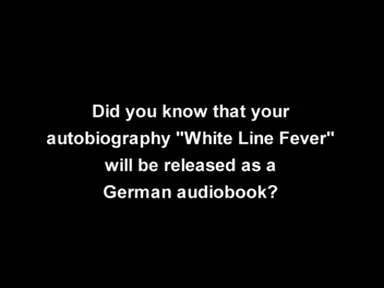 Did you know that your
autobiography "White Line Fever"
will be released as a
German audiobook?